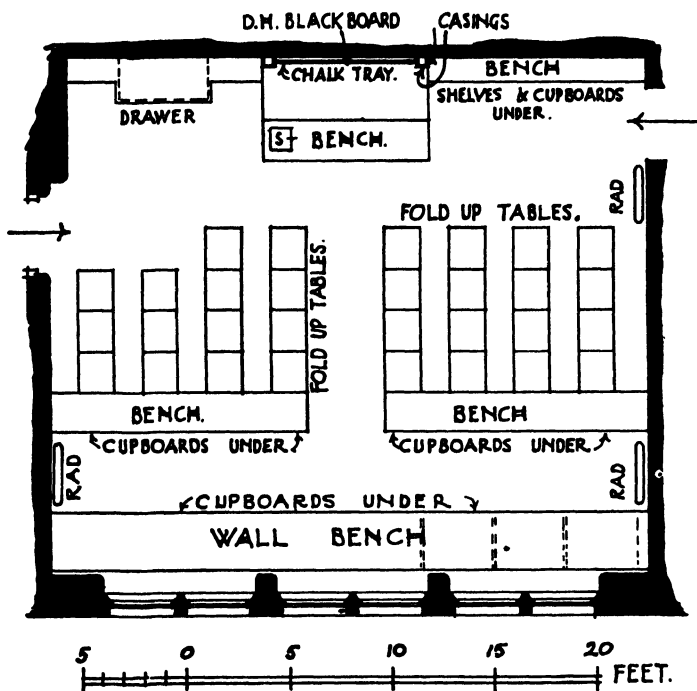 D.H. BLACKBOARD
CASINGS
CHALK TRAY.
BENCH
SHELVES & CUPBOARDS
UNDER.
DRAWER
S
BENCH.
RAD
FOLD UP TABLES.
FOLD UP TABLES.
BENCH.
BENCH
CUPBOARDS UNDER
CUPBOARDS UNDER
RAD
RAD
CUPBOARDS UNDER
WALL BENCH
5 0 5 10 15 20
FEET.